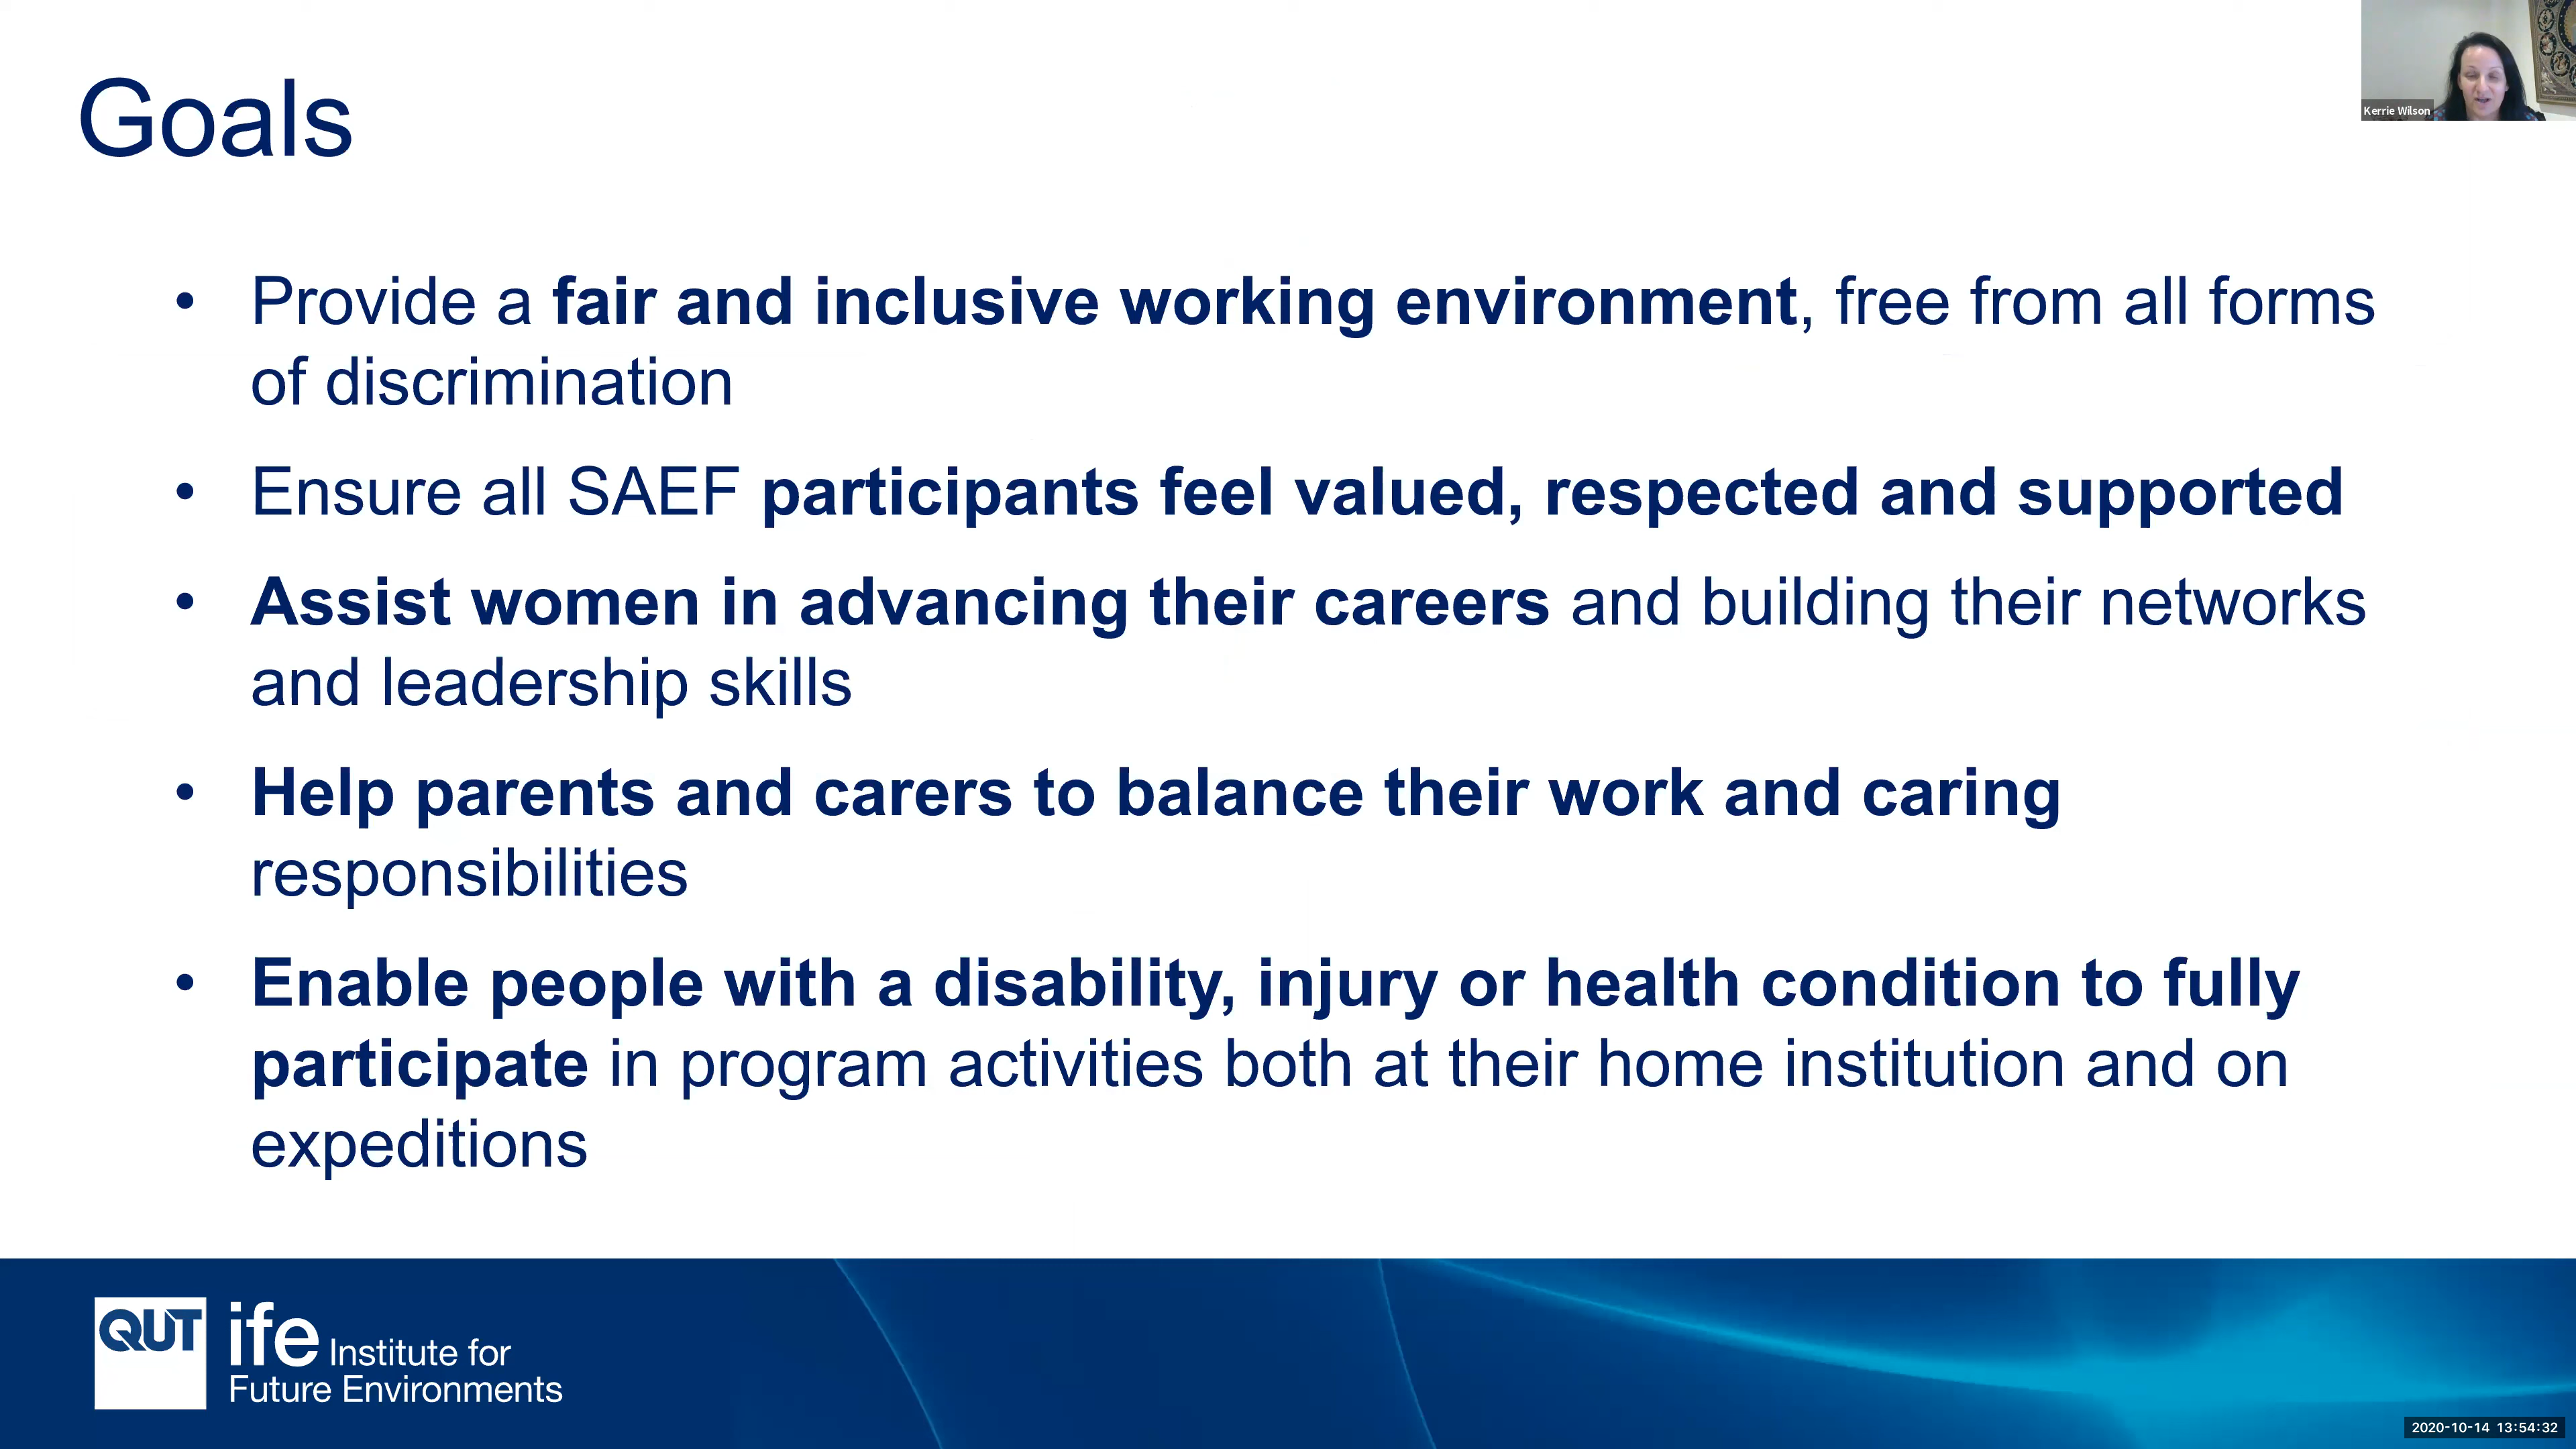 Goals
Kerrie Wilson
• Provide a fair and inclusive working environment, free from all forms
of discrimination
• Ensure all SAEF participants feel valued, respected and supported
• Assist women in advancing their careers and building their networks
and leadership skills
• Help parents and carers to balance their work and caring
responsibilities
• Enable people with a disability, injury or health condition to fully
participate in program activities both at their home institution and on
expeditions
QUT
ife Institute for
Future Environments
2020-10-14 13:54:32